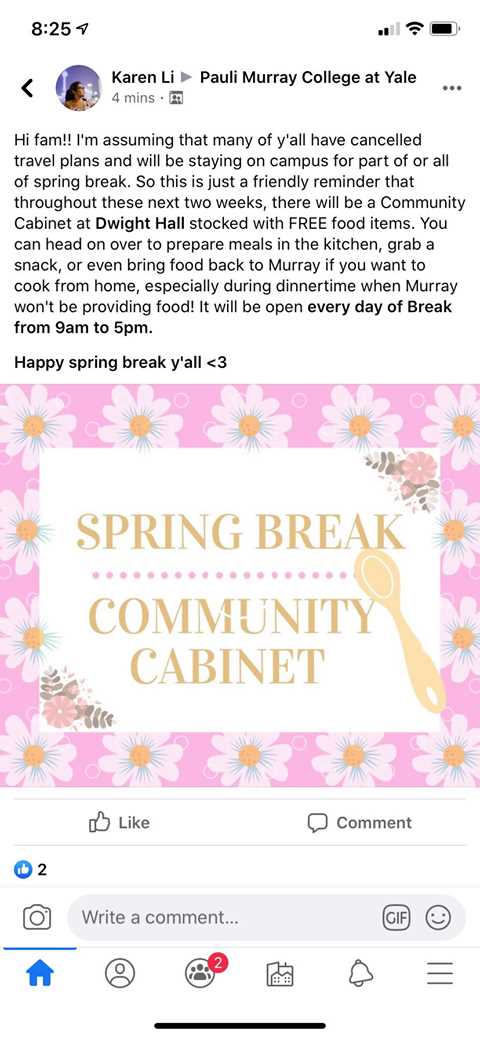 8:25
Karen Li ▶ Pauli Murray College at Yale
4 mins ·
Hi fam!! I'm assuming that many of y'all have cancelled
travel plans and will be staying on campus for part of or all
of spring break. So this is just a friendly reminder that
throughout these next two weeks, there will be a Community
Cabinet at Dwight Hall stocked with FREE food items. You
can head on over to prepare meals in the kitchen, grab a
snack, or even bring food back to Murray if you want to
cook from home, especially during dinnertime when Murray
won't be providing food! It will be open every day of Break
from 9am to 5pm.
Happy spring break y'all <3
SPRING BREAK
COMMUNITY
CABINET
Like
Comment
2
Write a comment...
GIF
2